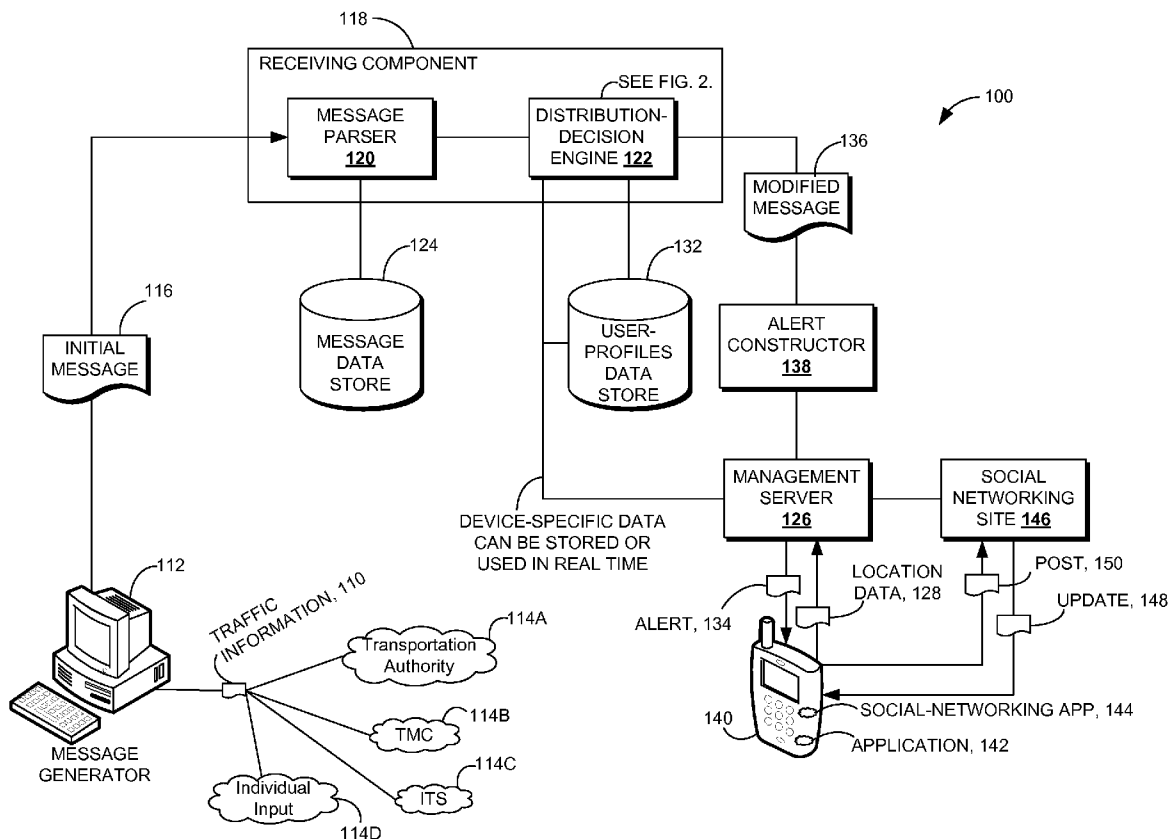 118
RECEIVING COMPONENT
SEE FIG. 2.
MESSAGE
PARSER
120
DISTRIBUTION-
DECISION
ENGINE 122
100
136
MODIFIED
MESSAGE
124
132
116
INITIAL
MESSAGE
MESSAGE
DATA
STORE
USER-
PROFILES
DATA
STORE
ALERT
CONSTRUCTOR
138
MANAGEMENT
SERVER
126
SOCIAL
NETWORKING
SITE 146
DEVICE-SPECIFIC DATA
CAN BE STORED OR
USED IN REAL TIME
112
TRAFFIC
INFORMATION, 110
114A
Transportation
Authority
ALERT, 134
LOCATION
DATA, 128
POST, 150
UPDATE, 148
114B
TMC
140
SOCIAL-NETWORKING APP, 144
APPLICATION, 142
MESSAGE
GENERATOR
114C
ITS
Individual
Input
114D